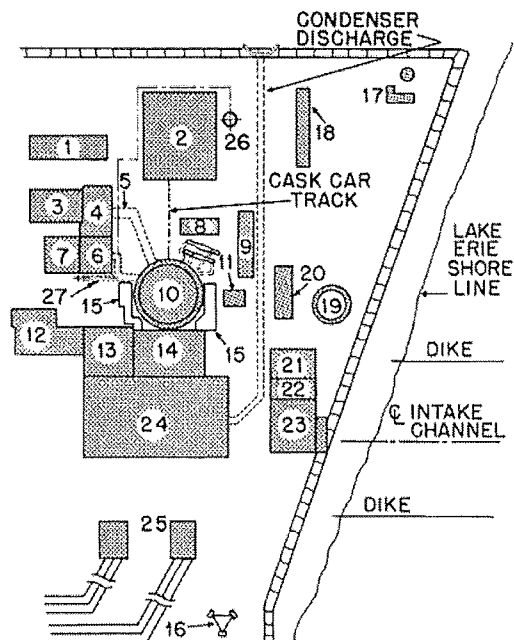 CONDENSER
DISCHARGE
17
18
2
26
1
5
CASK CAR
TRACK
3
4
8
9
LAKE
ERIE
SHORE
LINE
7
6
11
20
10
19
27
15
12
13
14
15
21
DIKE
22
24
23
℄ INTAKE
CHANNEL
DIKE
25
16